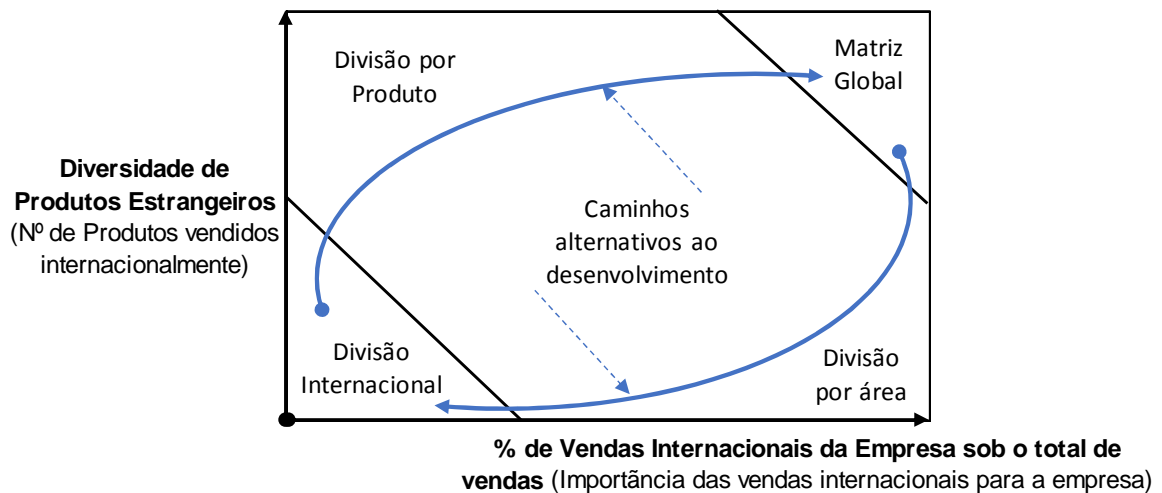 Divisão por
Produto
Matriz
Global
Diversidade de
Produtos Estrangeiros
(Nº de Produtos vendidos
internacionalmente)
Caminhos
alternativos ao
desenvolvimento
Divisão
Internacional
Divisão
por área
% de Vendas Internacionais da Empresa sob o total de
vendas (Importância das vendas internacionais para a empresa)